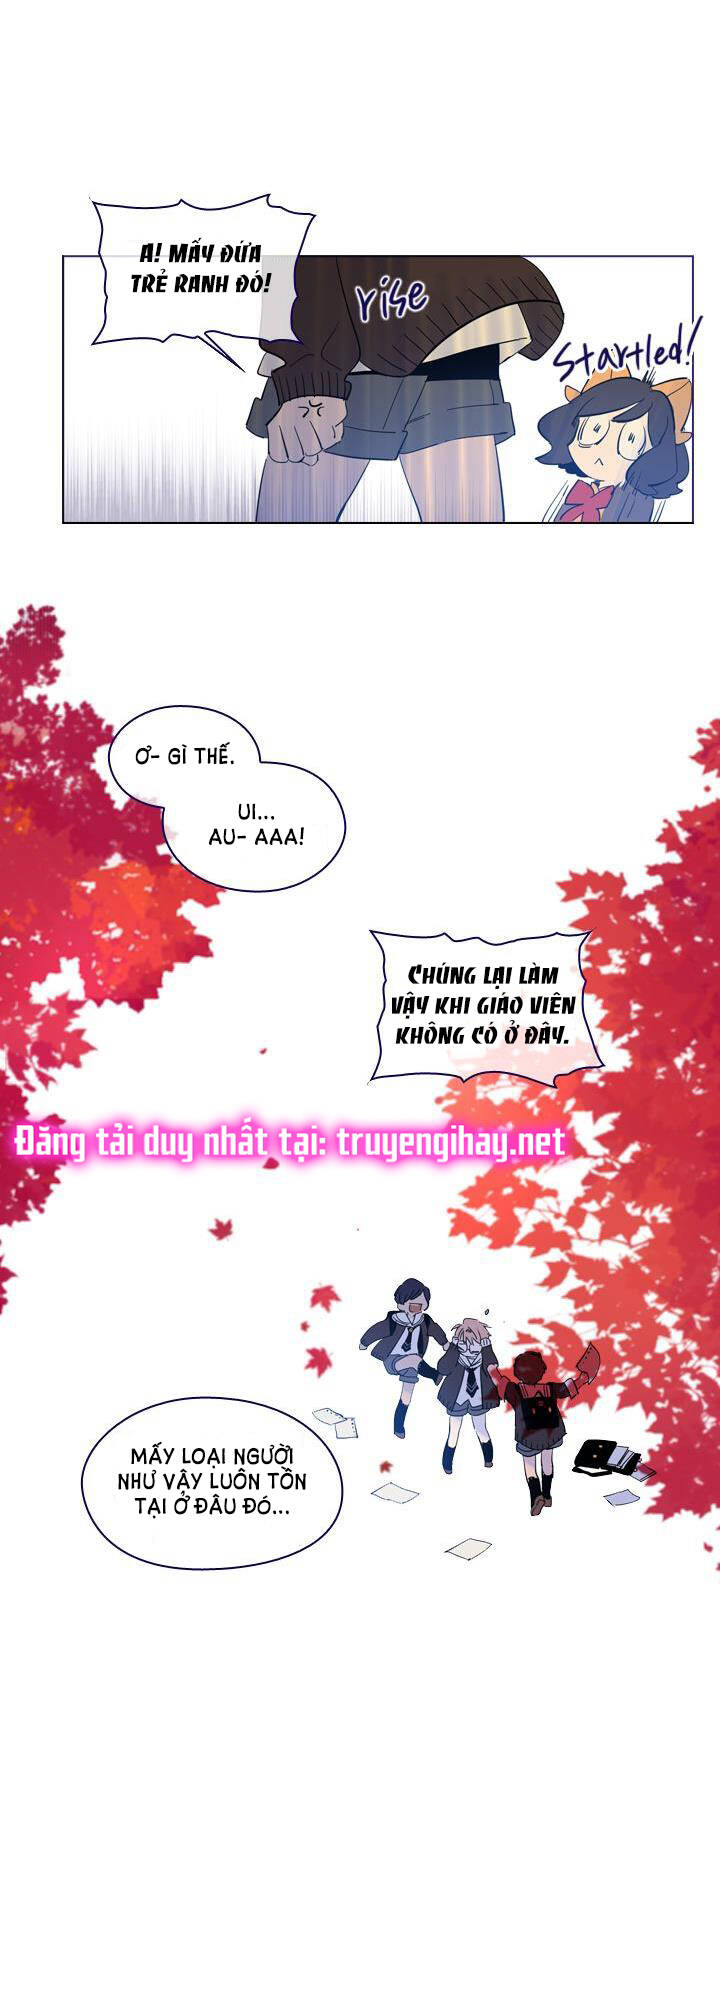 A! MẤY ĐỨA
TRẺ RANH ĐÓ!
rise
Startled!
Ơ- GÌ THẾ.
UI...
AU- AAA!
CHÚNG LẠI LÀM
VẬY KHI GIÁO VIÊN
KHÔNG CÓ Ở ĐÂY.
Đăng tải duy nhất tại: truyengihay.net
MẤY LOẠI NGƯỜI
NHƯ VẬY LUÔN TỒN
TẠI Ở ĐÂU ĐÓ...